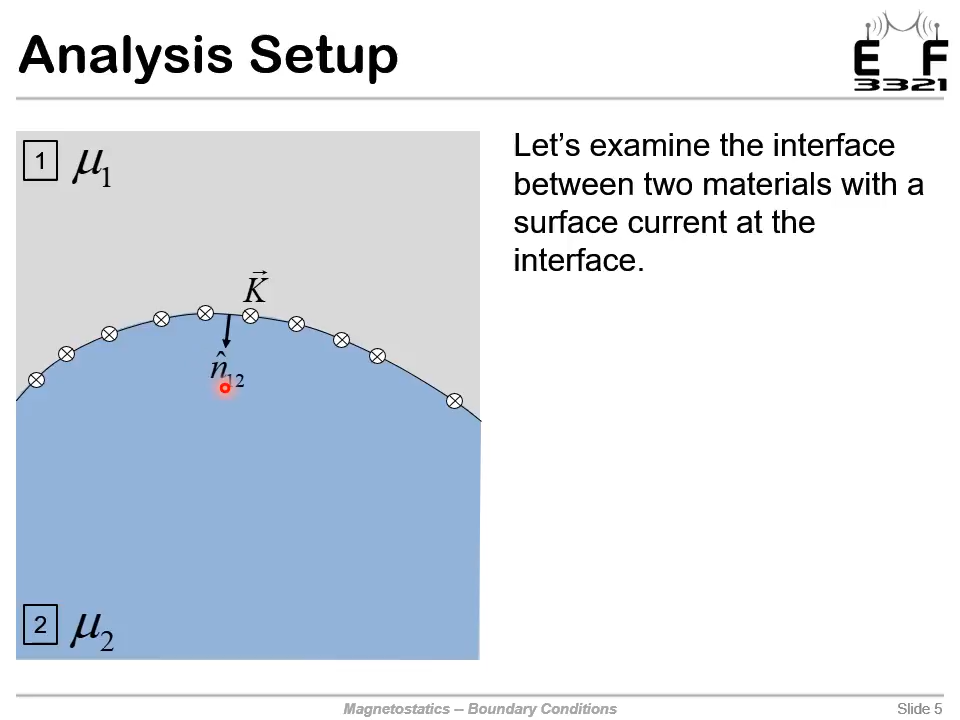 Analysis Setup
E F
3321
1 μ₁
Let’s examine the interface
between two materials with a
surface current at the
interface.
K⃗
n̂₁₂
2 μ₂
Magnetostatics -- Boundary Conditions
Slide 5